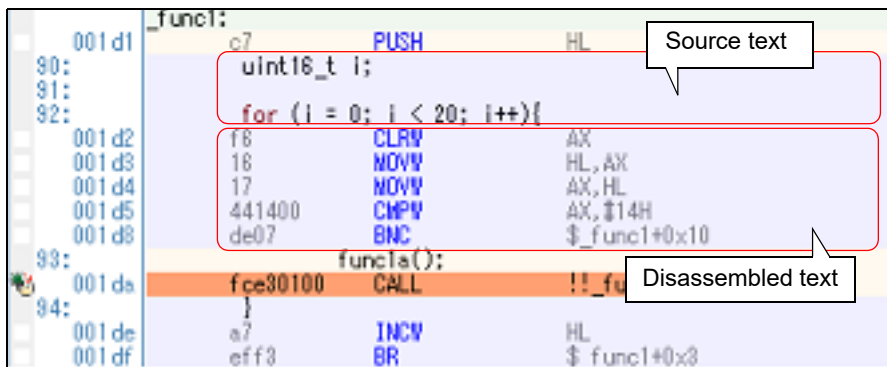 _func1:
001d1 c7 PUSH HL
90: uint16_t i;
91:
92: for (i = 0; i < 20; i++){
001d2 f6 CLRW AX
001d3 16 MOVW HL,AX
001d4 17 MOVW AX,HL
001d5 441400 CMPW AX,$14H
001d8 de07 BNC $_func1+0x10
93: func1a();
001da fce30100 CALL !!_fu
94: }
001de a7 INCW HL
001df eff3 BR $_func1+0x3
Source text
Disassembled text